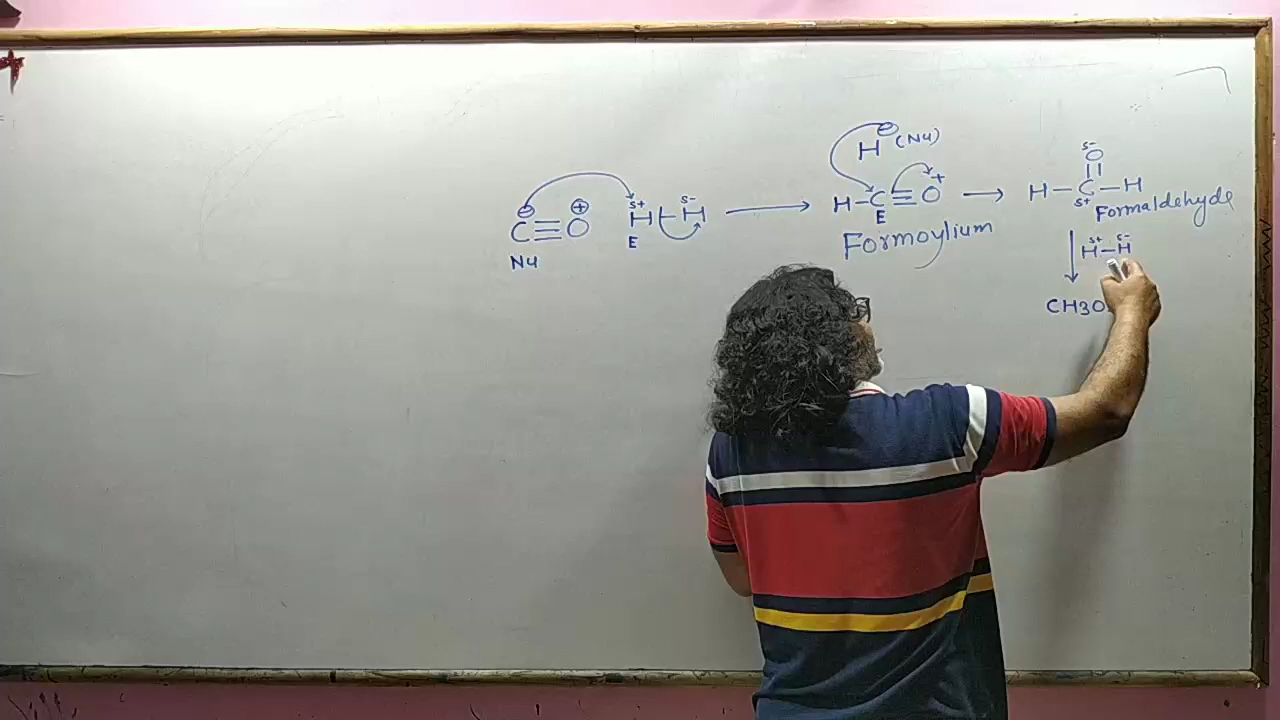 ⊖ ⊕ δ+ δ-
C≡O H–H → H–C≡O+ → H–C–H
Nu E E δ+
H⊖ (Nu)
Formoylium
δ-
O
Formaldehyde
δ+ δ-
H–H
CH3O